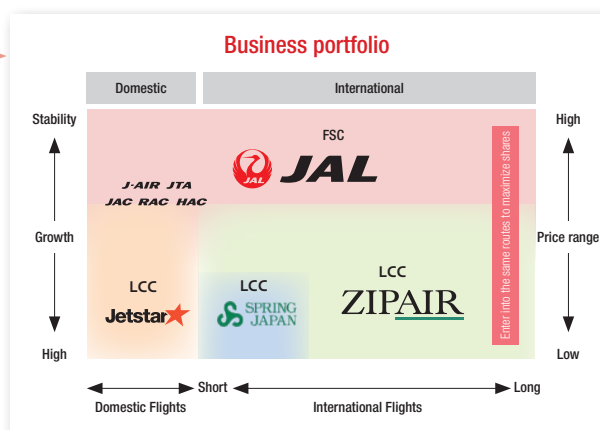 Business portfolio
Domestic
International
Stability
High
FSC
JAL
JAL
J-AIR JTA
JAC RAC HAC
Enter into the same routes to maximize shares
Growth
Price range
LCC
Jetstar
LCC
SPRING
JAPAN
LCC
ZIPAIR
High
Low
Short
Long
Domestic Flights
International Flights